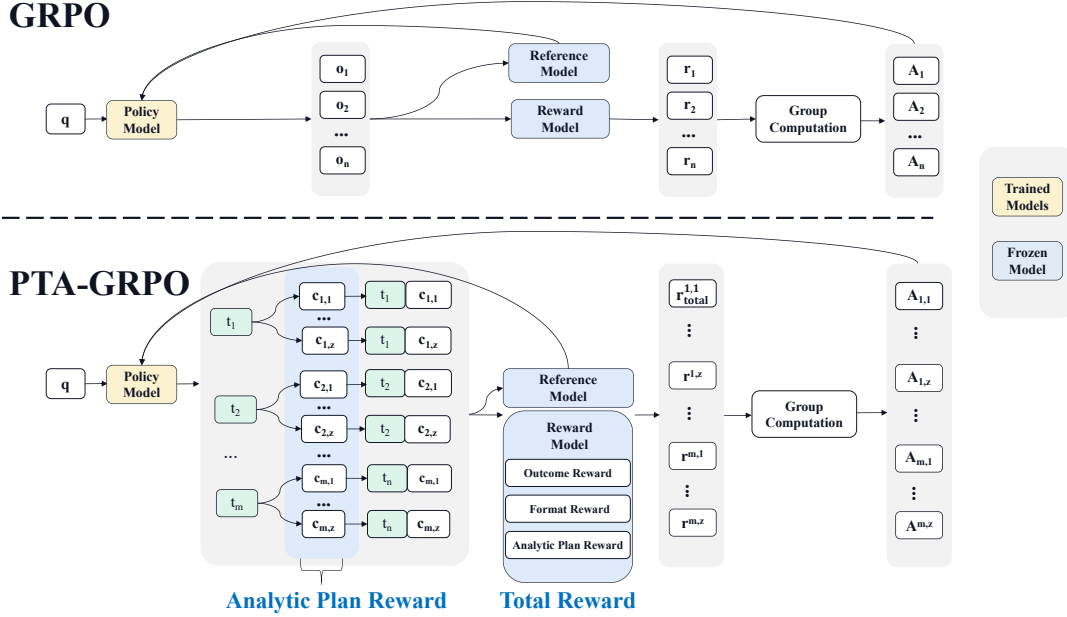 GRPO
q
Policy
Model
o1
o2
...
on
Reference
Model
Reward
Model
r1
r2
...
rn
Group
Computation
A1
A2
...
An
Trained
Models
Frozen
Model
PTA-GRPO
q
Policy
Model
t1
t2
...
tm
c1,1
...
c1,z
c2,1
...
c2,z
...
cm,1
...
cm,z
t1 c1,1
t1 c1,z
t2 c2,1
t2 c2,z
tn cm,1
tn cm,z
Reference
Model
Reward
Model
Outcome Reward
Format Reward
Analytic Plan Reward
r1,1total
⋮
r1,z
⋮
rm,1
⋮
rm,z
Group
Computation
A1,1
⋮
A1,z
⋮
Am,1
⋮
Am,z
Analytic Plan Reward
Total Reward